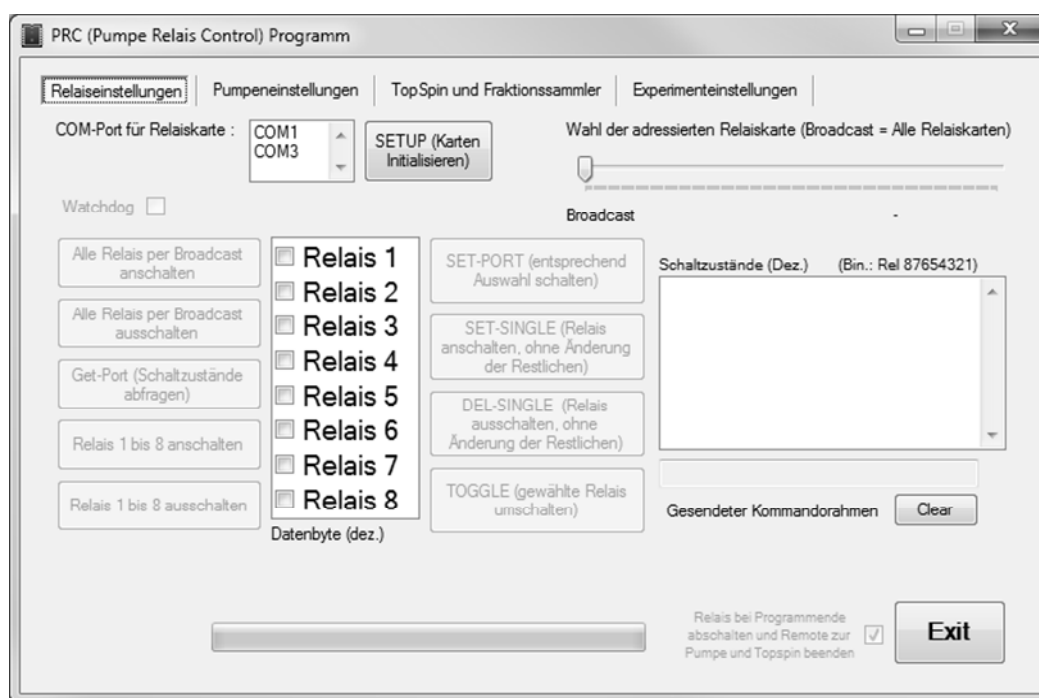 PRC (Pumpe Relais Control) Programm
Relaiseinstellungen
Pumpeneinstellungen
TopSpin und Fraktionssammler
Experimenteinstellungen
COM-Port für Relaiskarte :
COM1
COM3
SETUP (Karten
Initialisieren)
Wahl der adressierten Relaiskarte (Broadcast = Alle Relaiskarten)
Broadcast
-
Watchdog
Alle Relais per Broadcast
anschalten
Alle Relais per Broadcast
ausschalten
Get-Port (Schaltzustände
abfragen)
Relais 1 bis 8 anschalten
Relais 1 bis 8 ausschalten
Relais 1
Relais 2
Relais 3
Relais 4
Relais 5
Relais 6
Relais 7
Relais 8
Datenbyte (dez.)
SET-PORT (entsprechend
Auswahl schalten)
SET-SINGLE (Relais
anschalten, ohne Änderung
der Restlichen)
DEL-SINGLE (Relais
ausschalten, ohne
Änderung der Restlichen)
TOGGLE (gewählte Relais
umschalten)
Schaltzustände (Dez.)
(Bin.: Rel 87654321)
Gesendeter Kommandorahmen
Clear
Relais bei Programmende
abschalten und Remote zur
Pumpe und Topspin beenden
Exit